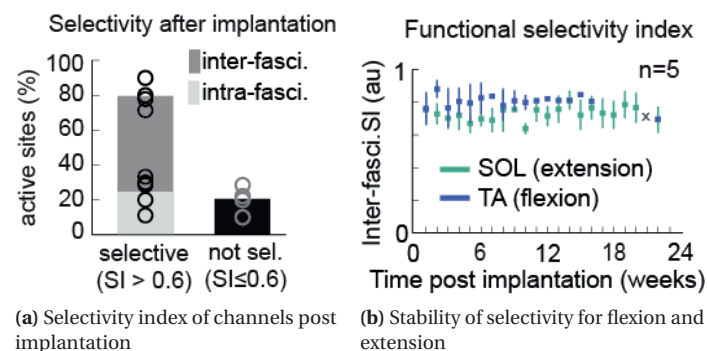 Selectivity after implantation
100
80
60
40
20
0
active sites (%)
inter-fasci.
intra-fasci.
selective
(SI > 0.6)
not sel.
(SI≤0.6)
(a) Selectivity index of channels post
implantation
Functional selectivity index
1
0
Inter-fasci.SI (au)
n=5
x
SOL (extension)
TA (flexion)
0 6 12 18 24
Time post implantation (weeks)
(b) Stability of selectivity for flexion and
extension